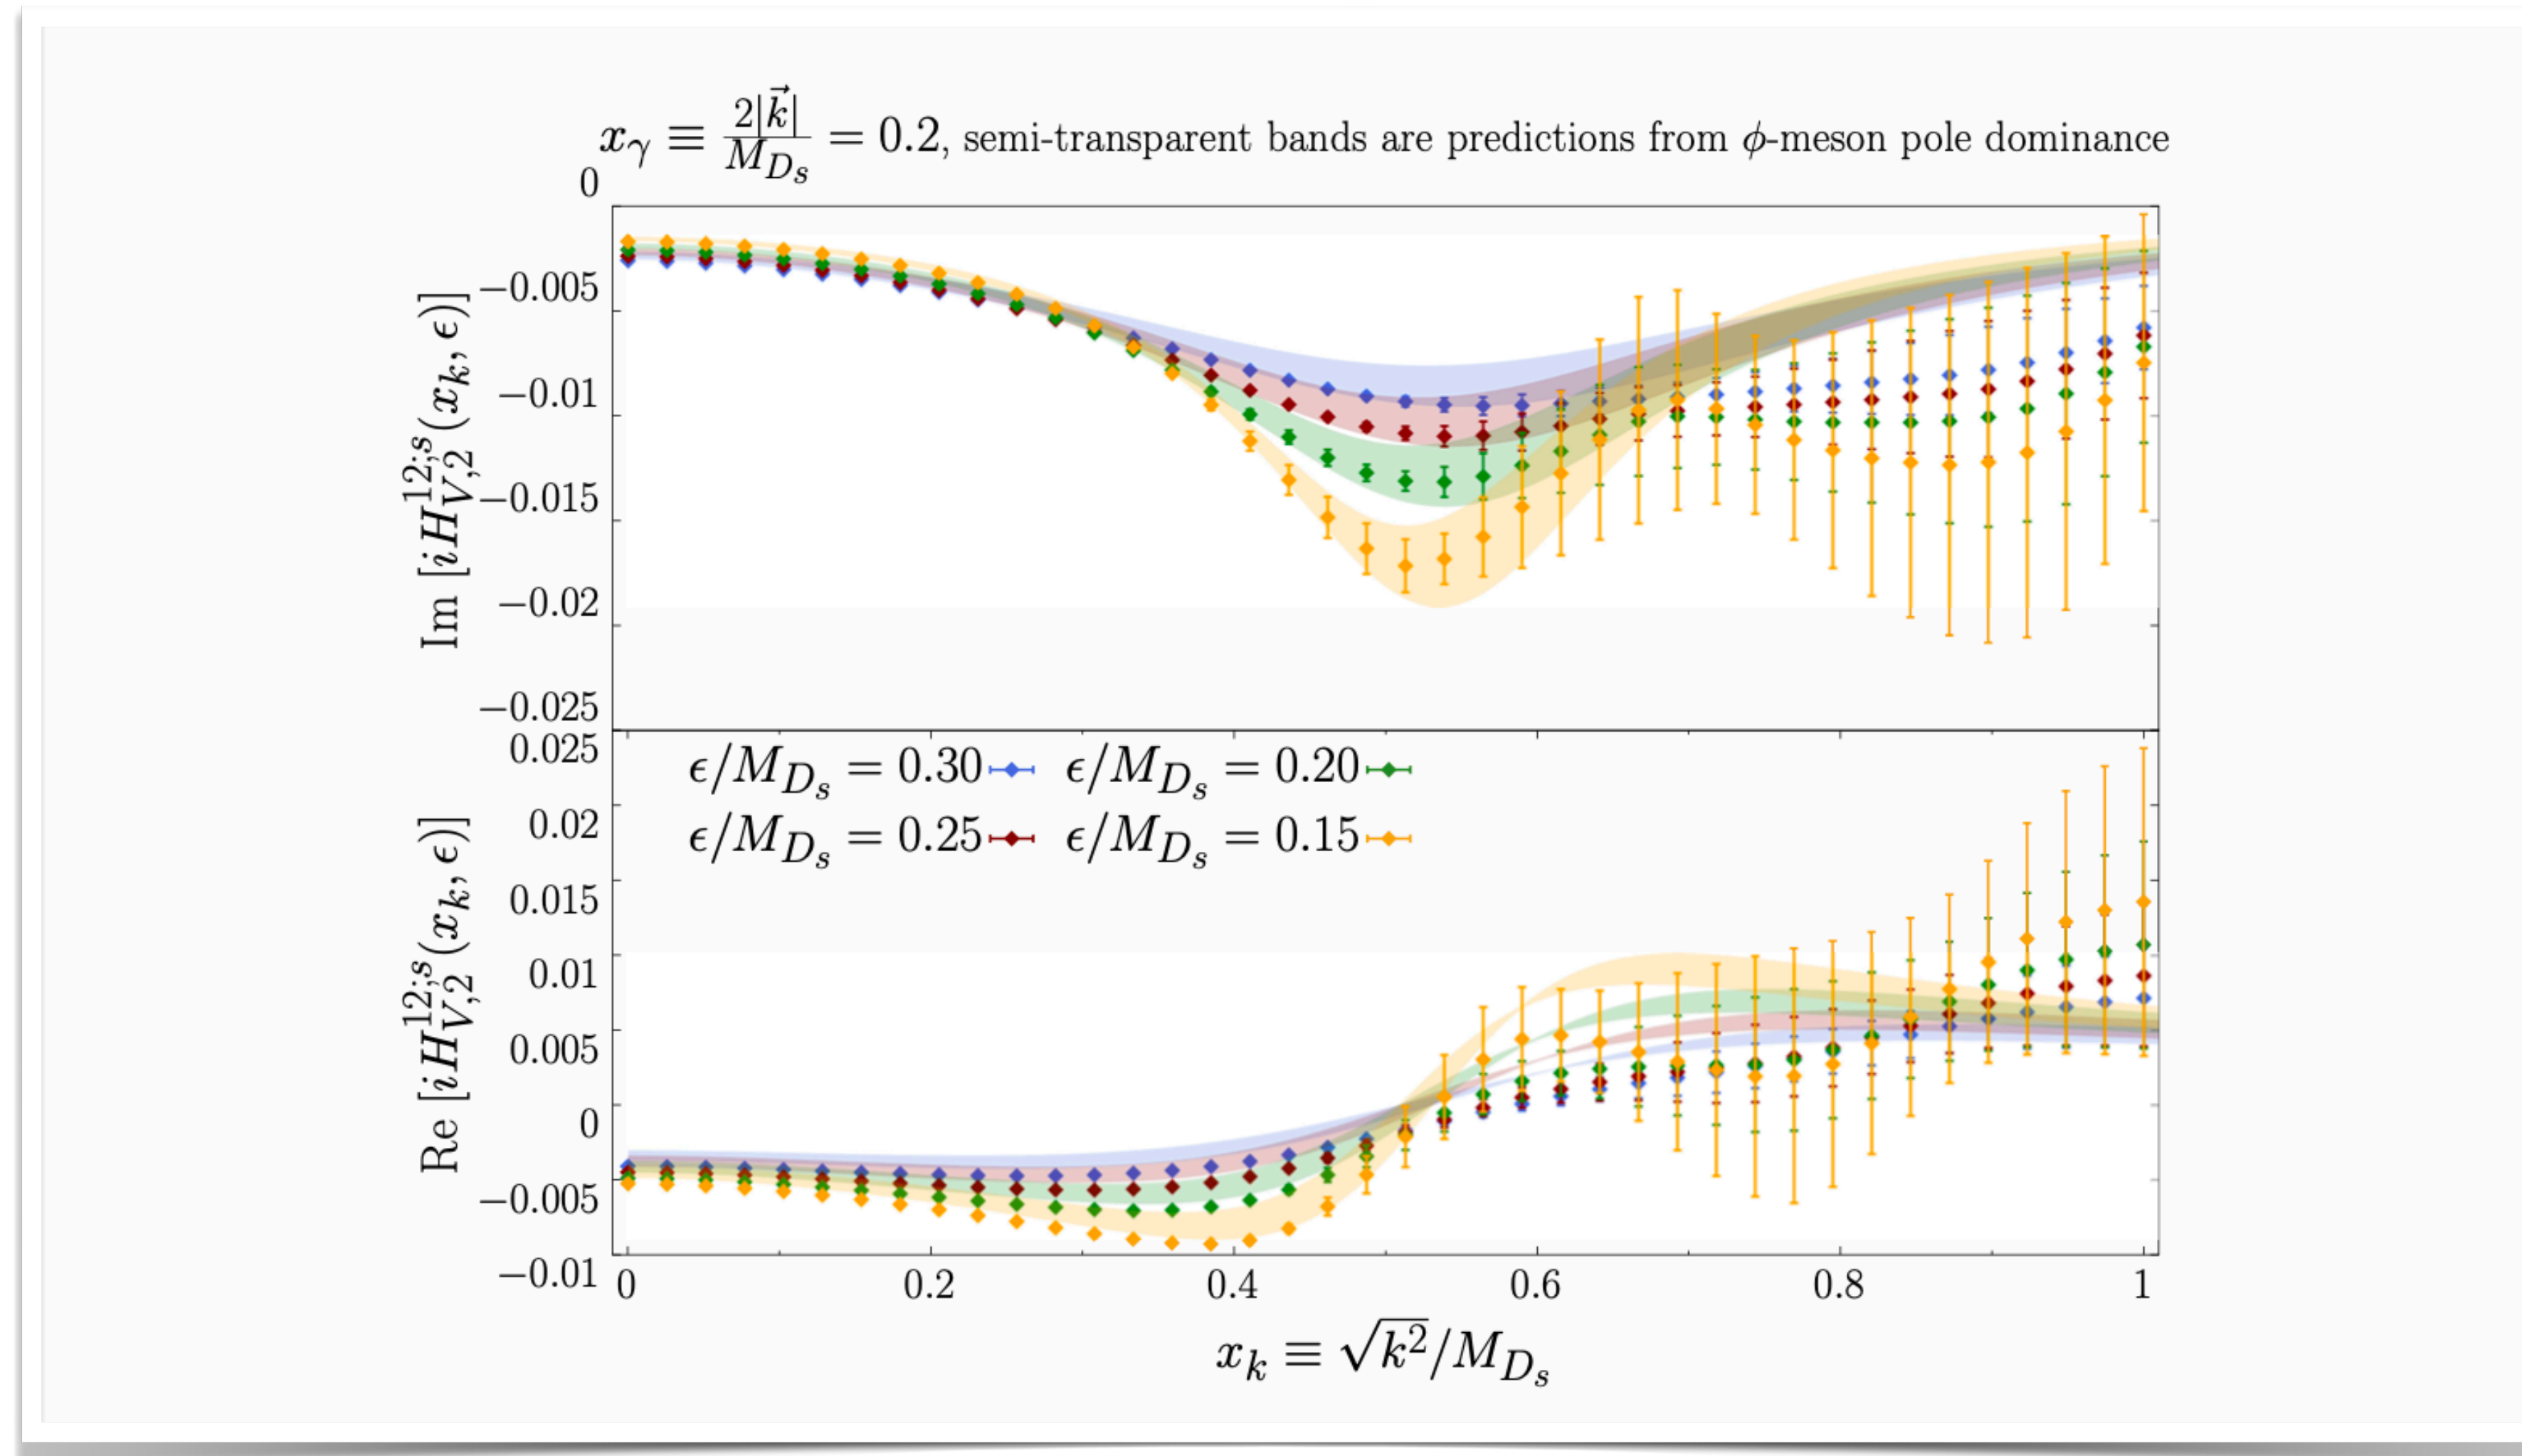 x_γ ≡ 2|k⃗|/M_{D_s} = 0.2, semi-transparent bands are predictions from ϕ-meson pole dominance
Im [iH^{12;s}_{V,2}(x_k, ϵ)]
0
−0.005
−0.01
−0.015
−0.02
−0.025
Re [iH^{12;s}_{V,2}(x_k, ϵ)]
0.025
0.02
0.015
0.01
0.005
0
−0.005
−0.01
ϵ/M_{D_s} = 0.30 ϵ/M_{D_s} = 0.20
ϵ/M_{D_s} = 0.25 ϵ/M_{D_s} = 0.15
0 0.2 0.4 0.6 0.8 1
x_k ≡ √k²/M_{D_s}